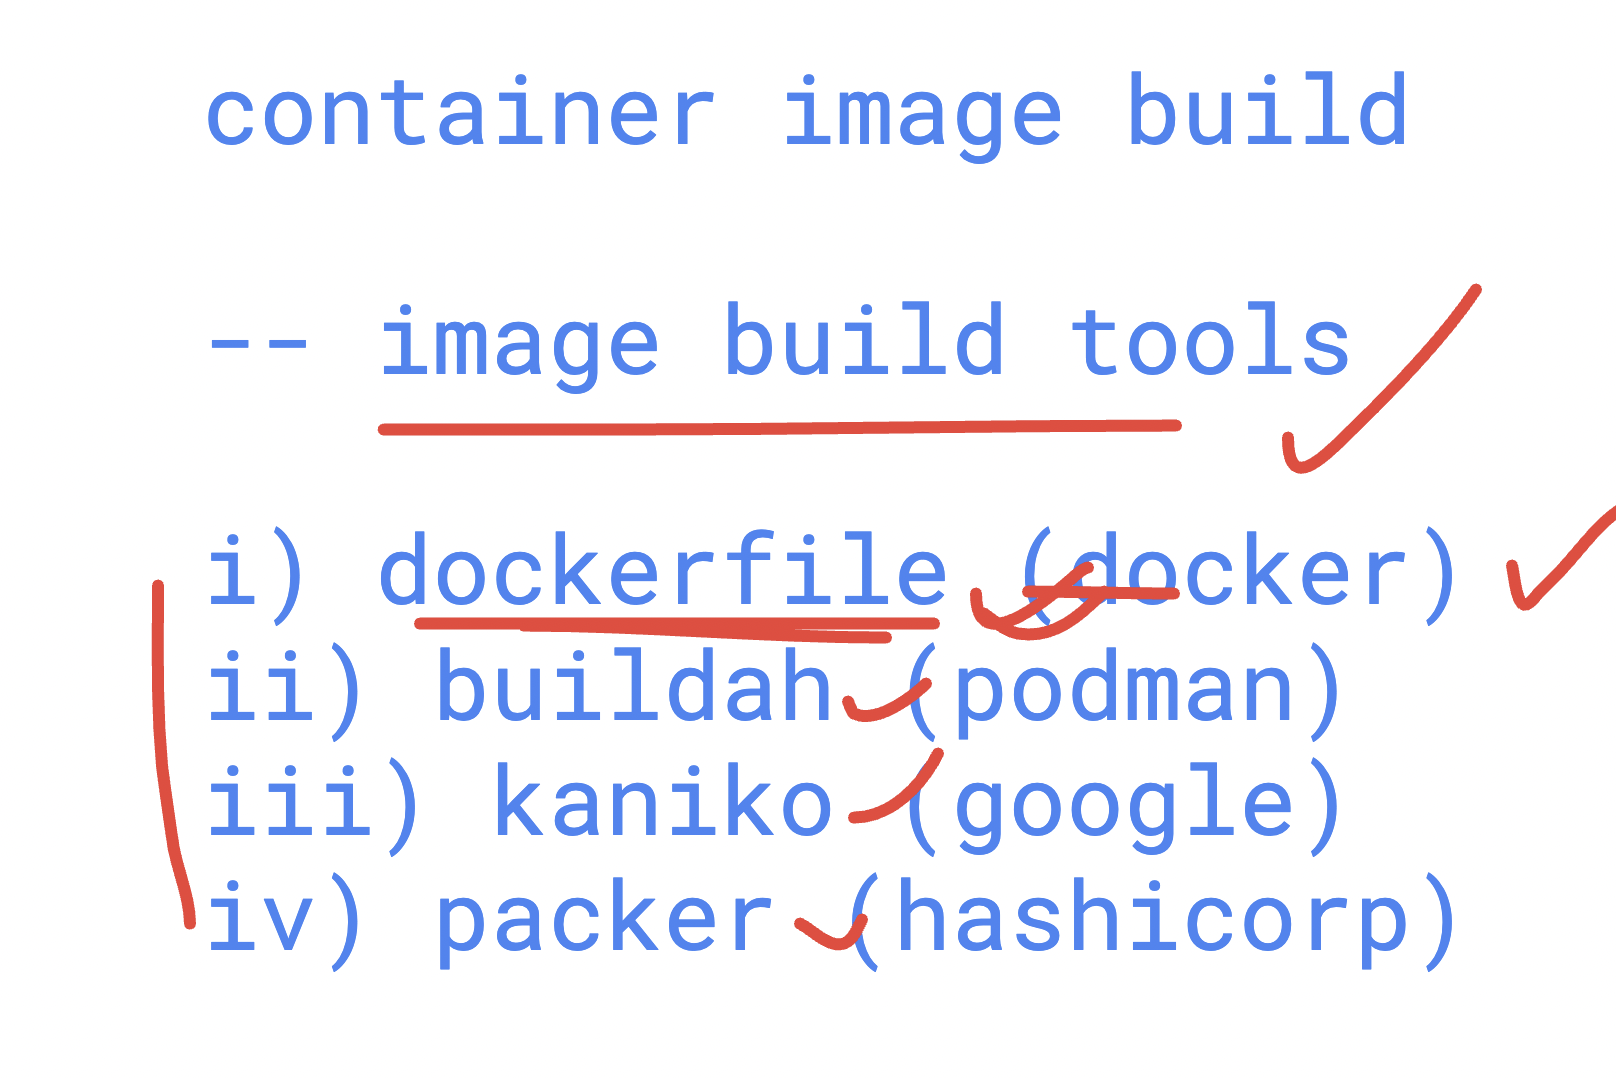 container image build
-- image build tools
i) dockerfile (docker)
ii) buildah (podman)
iii) kaniko (google)
iv) packer (hashicorp)